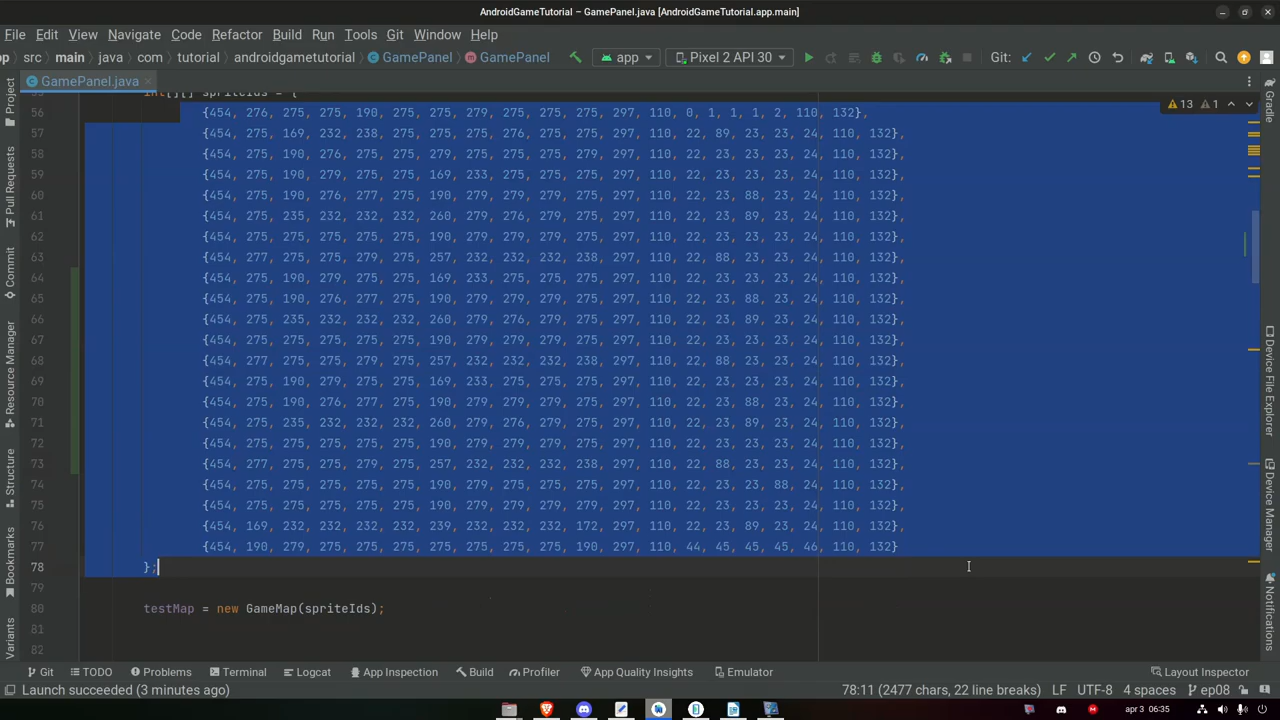 AndroidGameTutorial – GamePanel.java [AndroidGameTutorial.app.main]
File Edit View Navigate Code Refactor Build Run Tools Git Window Help
src main java com tutorial androidgametutorial GamePanel GamePanel app Pixel 2 API 30 Git:
GamePanel.java
13 1
56 {454, 276, 275, 275, 190, 275, 275, 279, 275, 275, 275, 297, 110, 0, 1, 1, 1, 2, 110, 132},
57 {454, 275, 169, 232, 238, 275, 275, 275, 276, 275, 275, 297, 110, 22, 89, 23, 23, 24, 110, 132},
58 {454, 275, 190, 276, 275, 275, 279, 275, 275, 275, 279, 297, 110, 22, 23, 23, 23, 24, 110, 132},
59 {454, 275, 190, 279, 275, 275, 169, 233, 275, 275, 275, 297, 110, 22, 23, 23, 23, 24, 110, 132},
60 {454, 275, 190, 276, 277, 275, 190, 279, 279, 279, 275, 297, 110, 22, 23, 88, 23, 24, 110, 132},
61 {454, 275, 235, 232, 232, 232, 260, 279, 276, 279, 275, 297, 110, 22, 23, 89, 23, 24, 110, 132},
62 {454, 275, 275, 275, 275, 275, 190, 279, 279, 279, 275, 297, 110, 22, 23, 23, 23, 24, 110, 132},
63 {454, 277, 275, 275, 279, 275, 257, 232, 232, 232, 238, 297, 110, 22, 88, 23, 23, 24, 110, 132},
64 {454, 275, 190, 279, 275, 275, 169, 233, 275, 275, 275, 297, 110, 22, 23, 23, 23, 24, 110, 132},
65 {454, 275, 190, 276, 277, 275, 190, 279, 279, 279, 275, 297, 110, 22, 23, 88, 23, 24, 110, 132},
66 {454, 275, 235, 232, 232, 232, 260, 279, 276, 279, 275, 297, 110, 22, 23, 89, 23, 24, 110, 132},
67 {454, 275, 275, 275, 275, 275, 190, 279, 279, 279, 275, 297, 110, 22, 23, 23, 23, 24, 110, 132},
68 {454, 277, 275, 275, 279, 275, 257, 232, 232, 232, 238, 297, 110, 22, 88, 23, 23, 24, 110, 132},
69 {454, 275, 190, 279, 275, 275, 169, 233, 275, 275, 275, 297, 110, 22, 23, 23, 23, 24, 110, 132},
70 {454, 275, 190, 276, 277, 275, 190, 279, 279, 279, 275, 297, 110, 22, 23, 88, 23, 24, 110, 132},
71 {454, 275, 235, 232, 232, 232, 260, 279, 276, 279, 275, 297, 110, 22, 23, 89, 23, 24, 110, 132},
72 {454, 275, 275, 275, 275, 275, 190, 279, 279, 279, 275, 297, 110, 22, 23, 23, 23, 24, 110, 132},
73 {454, 277, 275, 275, 279, 275, 257, 232, 232, 232, 238, 297, 110, 22, 88, 23, 23, 24, 110, 132},
74 {454, 275, 275, 275, 275, 275, 190, 279, 279, 279, 275, 297, 110, 22, 23, 23, 88, 24, 110, 132},
75 {454, 275, 275, 275, 275, 275, 190, 279, 279, 279, 279, 297, 110, 22, 23, 23, 23, 24, 110, 132},
76 {454, 169, 232, 232, 232, 232, 239, 232, 232, 232, 172, 297, 110, 22, 23, 89, 23, 24, 110, 132},
77 {454, 190, 279, 275, 275, 275, 275, 275, 275, 275, 190, 297, 110, 44, 45, 45, 45, 46, 110, 132}
78 };
79
80 testMap = new GameMap(spriteIds);
81
82
Project
Pull Requests
Commit
Resource Manager
Structure
Bookmarks
Variants
Gradle
Device File Explorer
Device Manager
Notifications
Git TODO Problems Terminal Logcat App Inspection Build Profiler App Quality Insights Emulator Layout Inspector
Launch succeeded (3 minutes ago) 78:11 (2477 chars, 22 line breaks) LF UTF-8 4 spaces ep08
apr 3 06:35